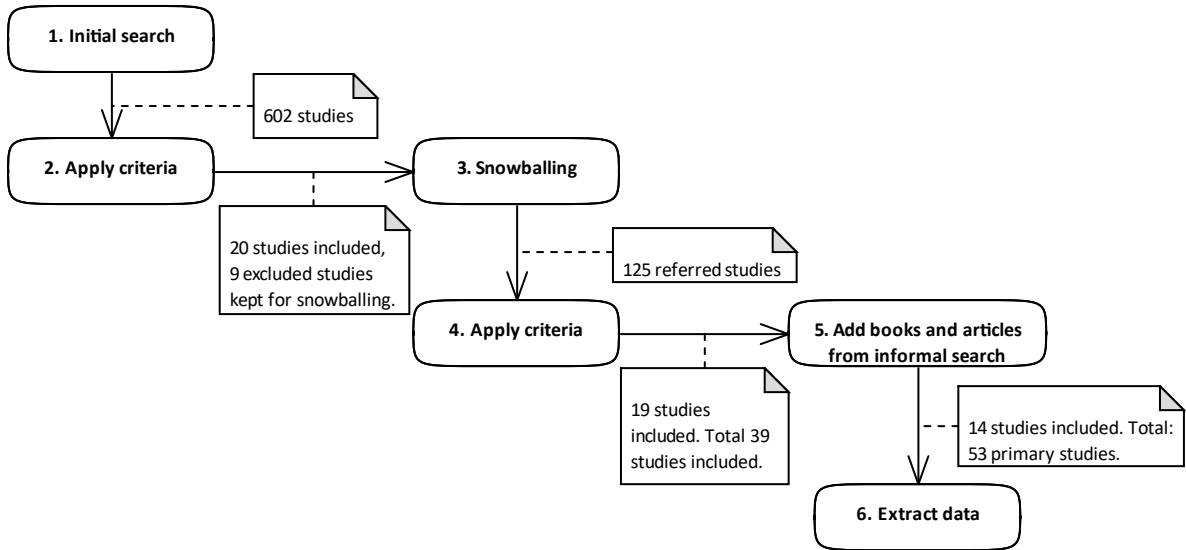 1. Initial search
602 studies
2. Apply criteria
3. Snowballing
20 studies included,
9 excluded studies
kept for snowballing.
125 referred studies
4. Apply criteria
5. Add books and articles
from informal search
19 studies
included. Total 39
studies included.
14 studies included. Total:
53 primary studies.
6. Extract data